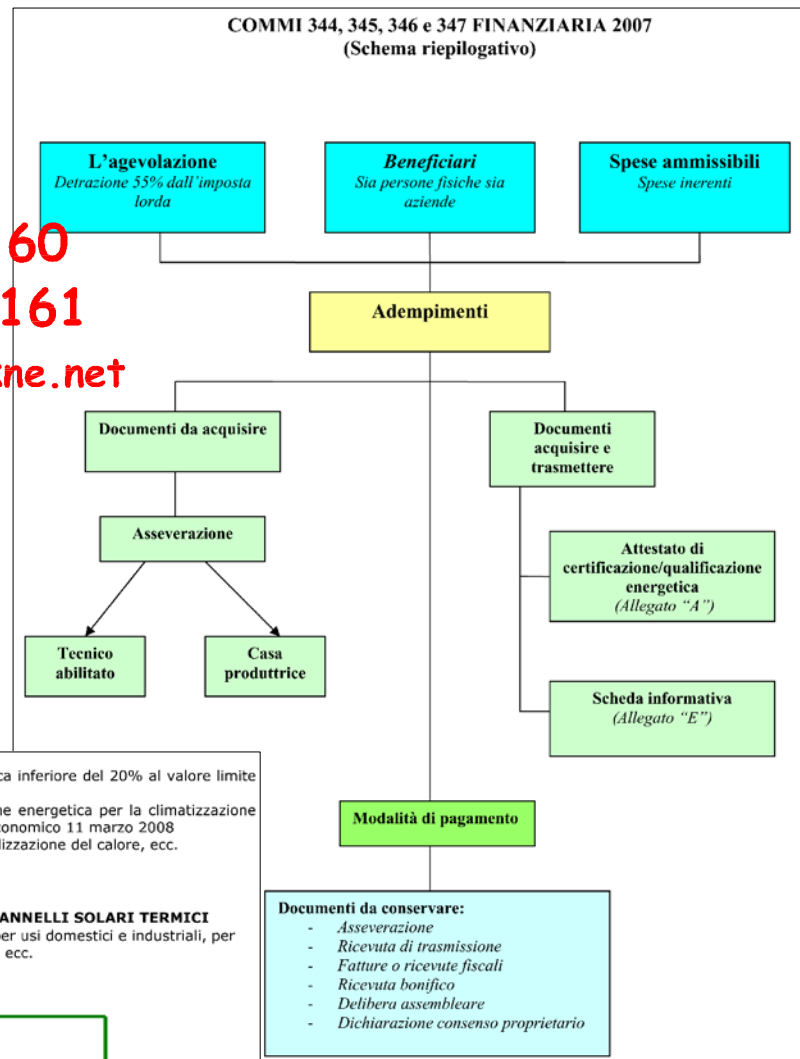 COMMI 344, 345, 346 e 347 FINANZIARIA 2007
(Schema riepilogativo)
L'agevolazione
Detrazione 55% dall'imposta
lorda
Beneficiari
Sia persone fisiche sia
aziende
Spese ammissibili
Spese inerenti
60
161
ne.net
Adempimenti
Documenti da acquisire
Documenti
acquisire e
trasmettere
Asseverazione
Attestato di
certificazione/qualificazione
energetica
(Allegato "A")
Tecnico
abilitato
Casa
produttrice
Scheda informativa
(Allegato "E")
ca inferiore del 20% al valore limite
ne energetica per la climatizzazione
conomico 11 marzo 2008
lizzazione del calore, ecc.
ANNELLI SOLARI TERMICI
per usi domestici e industriali, per
ecc.
Modalità di pagamento
Documenti da conservare:
- Asseverazione
- Ricevuta di trasmissione
- Fatture o ricevute fiscali
- Ricevuta bonifico
- Delibera assembleare
- Dichiarazione consenso proprietario